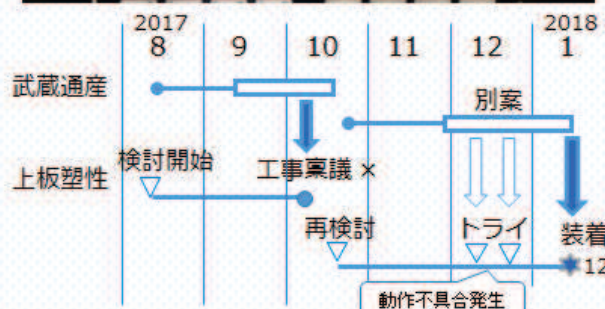 2017 2018
8 9 10 11 12 1
武蔵通産
別案
検討開始
工事稟議 ×
上板塑性
再検討
トライ
装着
12
動作不具合発生